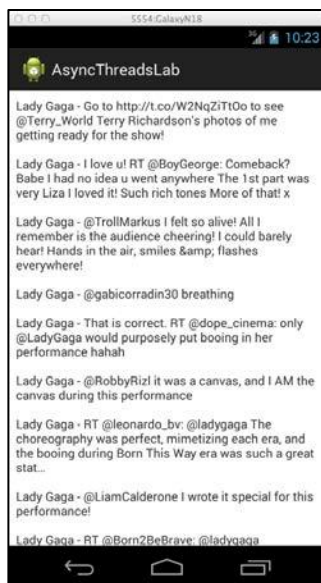 5554:GalaxyN18
3G 10:23
AsyncThreadsLab
Lady Gaga - Go to http://t.co/W2NqZiTtOo to see
@Terry_World Terry Richardson's photos of me
getting ready for the show!
Lady Gaga - I love u! RT @BoyGeorge: Comeback?
Babe I had no idea u went anywhere The 1st part was
very Liza I loved it! Such rich tones More of that! x
Lady Gaga - @TrollMarkus I felt so alive! All I
remember is the audience cheering! I could barely
hear! Hands in the air, smiles &amp; flashes
everywhere!
Lady Gaga - @gabicorradin30 breathing
Lady Gaga - That is correct. RT @dope_cinema: only
@LadyGaga would purposely put booing in her
performance hahah
Lady Gaga - @RobbyRizl it was a canvas, and I AM the
canvas during this performance
Lady Gaga - RT @leonardo_bv: @ladygaga The
choreography was perfect, mimetizing each era, and
the booing during Born This Way era was such a great
stat…
Lady Gaga - @LiamCalderone I wrote it special for this
performance!
Lady Gaga - RT @Born2BeBrave: @ladygaga